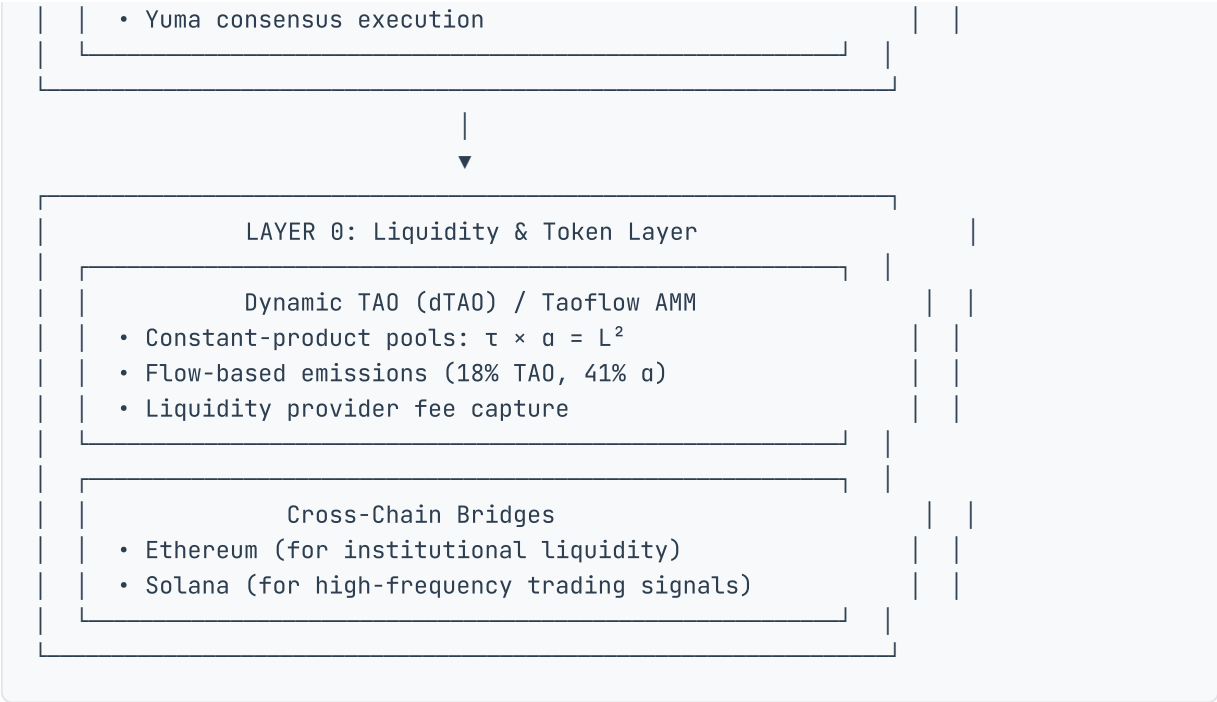 • Yuma consensus execution
▼
LAYER 0: Liquidity & Token Layer
Dynamic TAO (dTAO) / Taoflow AMM
• Constant-product pools: τ × α = L²
• Flow-based emissions (18% TAO, 41% α)
• Liquidity provider fee capture
Cross-Chain Bridges
• Ethereum (for institutional liquidity)
• Solana (for high-frequency trading signals)